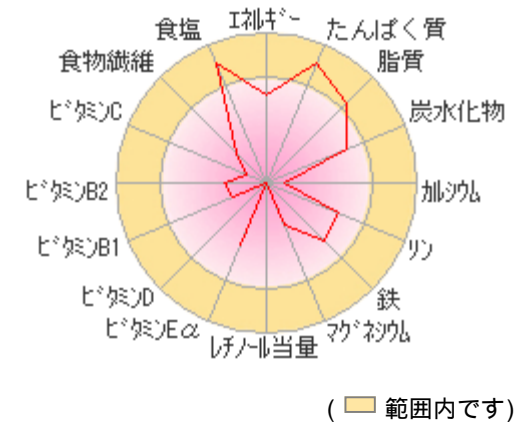 ｴﾈﾙｷﾞｰ
たんぱく質
脂質
炭水化物
ｶﾙｼｳﾑ
ﾘﾝ
鉄
ﾏｸﾞﾈｼｳﾑ
ﾚﾁﾉｰﾙ当量
ﾋﾞﾀﾐﾝEα
ﾋﾞﾀﾐﾝD
ﾋﾞﾀﾐﾝB1
ﾋﾞﾀﾐﾝB2
ﾋﾞﾀﾐﾝC
食物繊維
食塩
( 範囲内です)